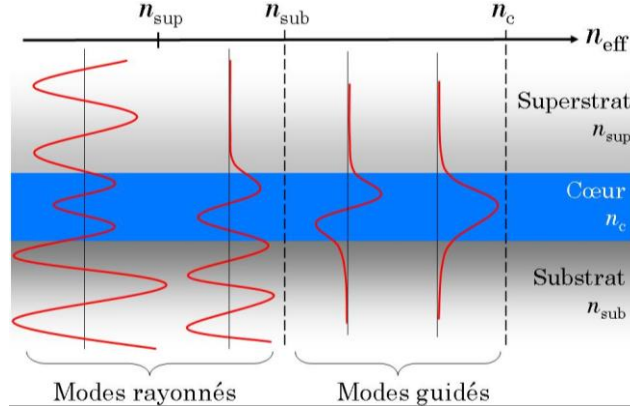 n_sup n_sub n_c
n_eff
Superstrat
n_sup
Cœur
n_c
Substrat
n_sub
Modes rayonnés Modes guidés